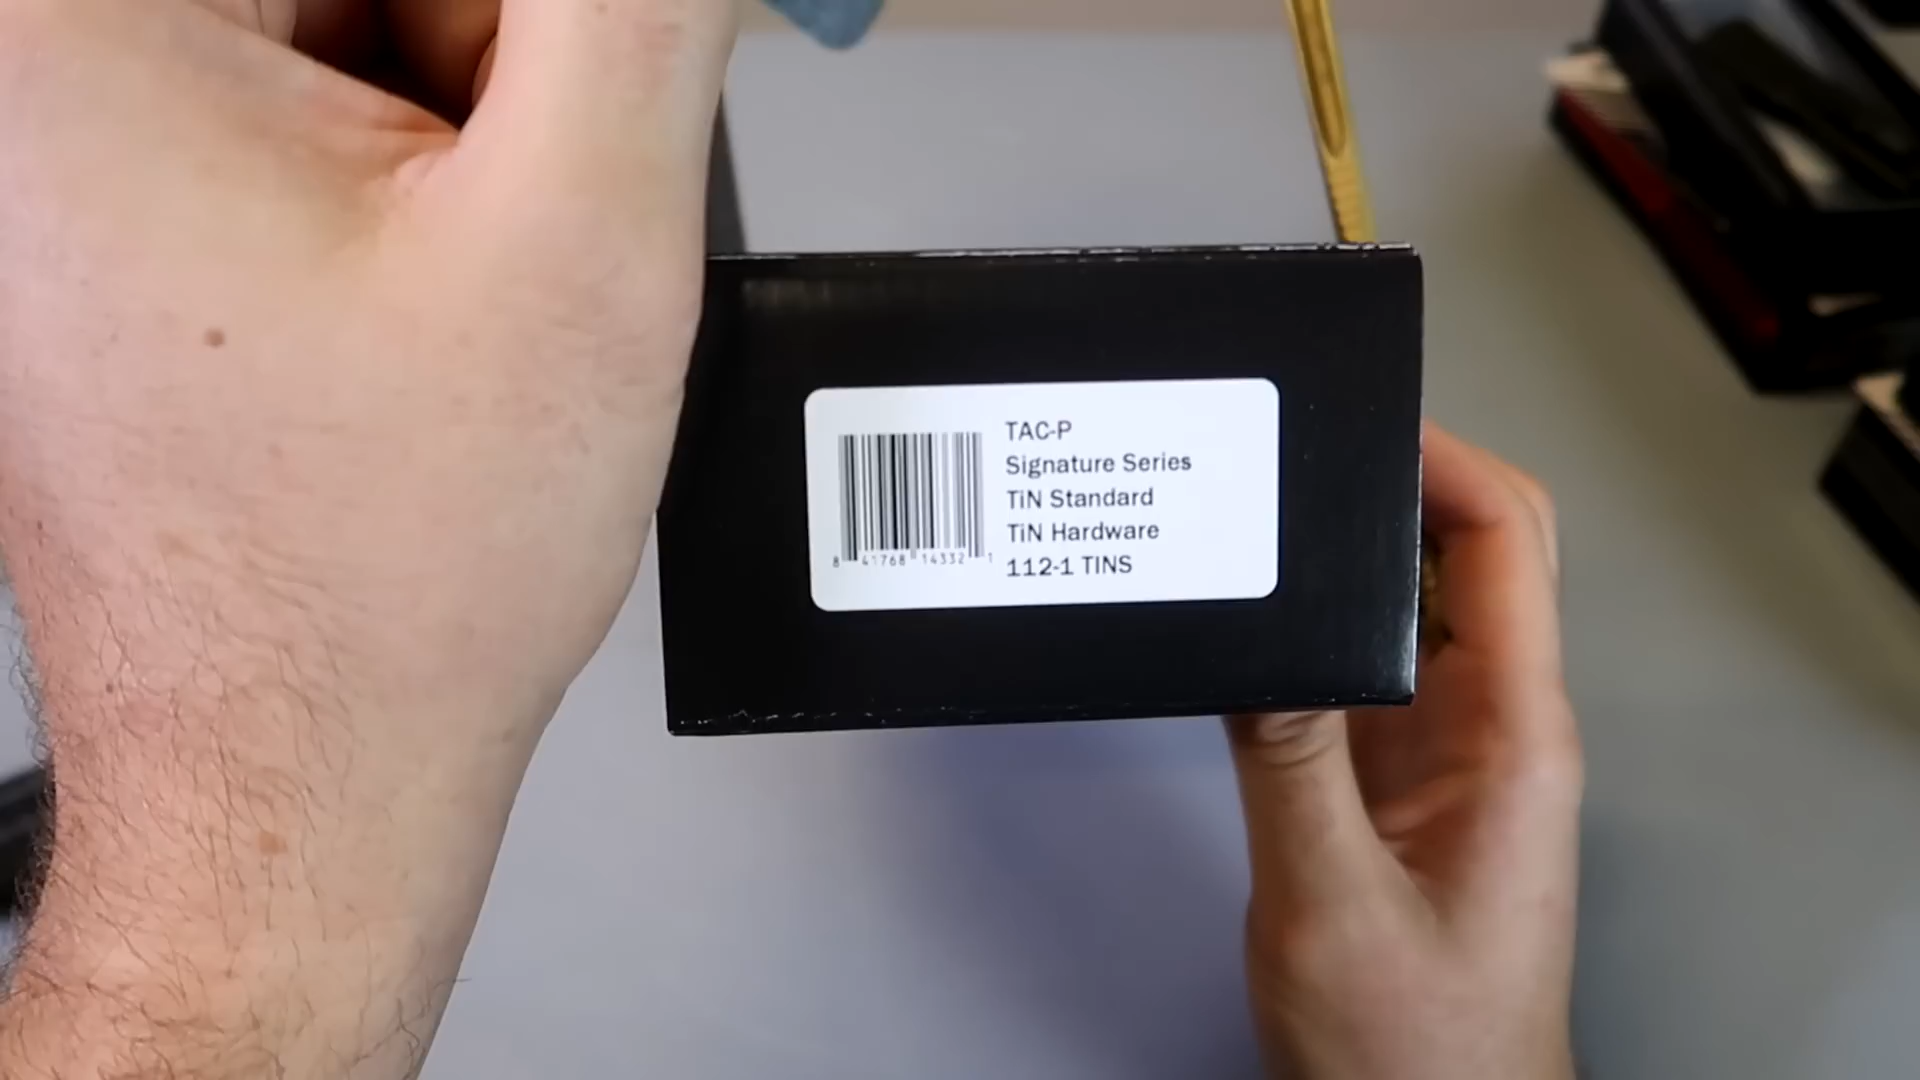 TAC-P
Signature Series
TiN Standard
TiN Hardware
112-1 TINS
8 41768 14332 1